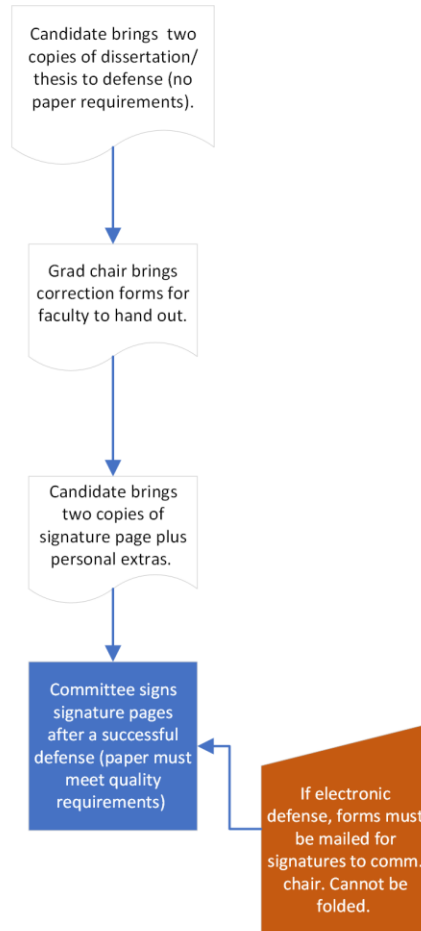 Candidate brings two
copies of dissertation/
thesis to defense (no
paper requirements).
Grad chair brings
correction forms for
faculty to hand out.
Candidate brings
two copies of
signature page plus
personal extras.
Committee signs
signature pages
after a successful
defense (paper must
meet quality
requirements)
If electronic
defense, forms must
be mailed for
signatures to comm.
chair. Cannot be
folded.